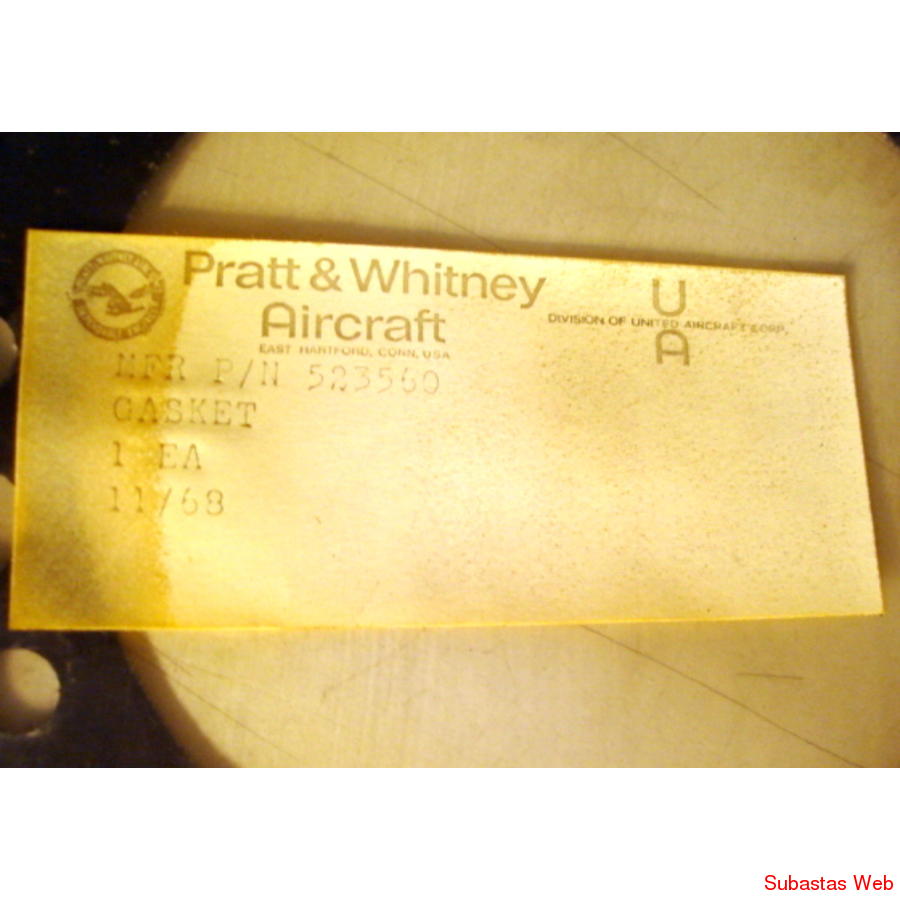 Pratt & Whitney
Aircraft
EAST HARTFORD, CONN, USA
U
DIVISION OF UNITED AIRCRAFT CORP.
A
MFR P/N 523560
GASKET
1 EA
11/68
Subastas Web